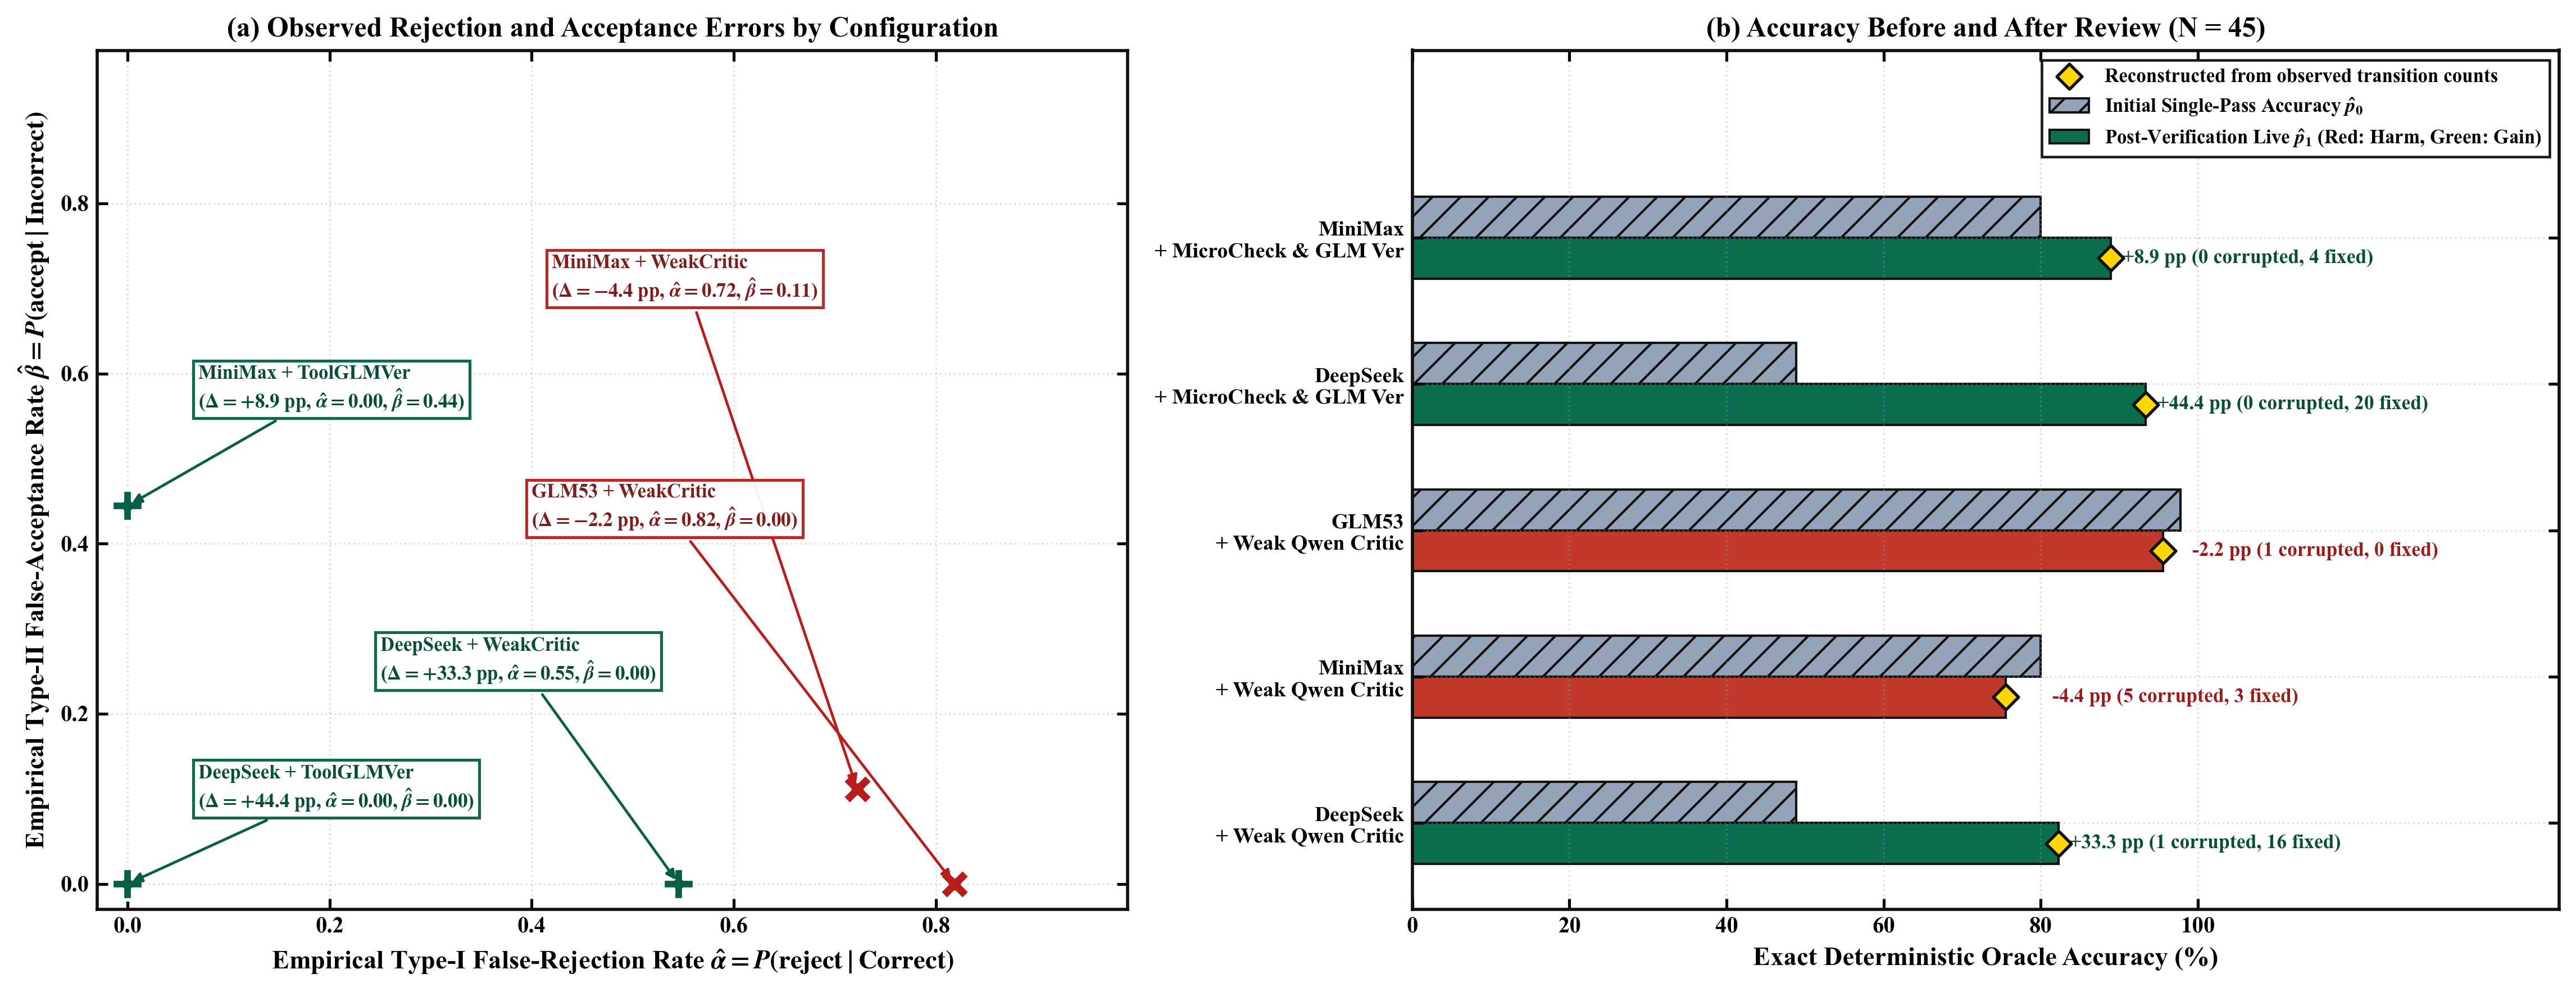 (a) Observed Rejection and Acceptance Errors by Configuration
Empirical Type-II False-Acceptance Rate β̂ = P(accept | Incorrect)
0.8
0.6
0.4
0.2
0.0
MiniMax + WeakCritic
(Δ = −4.4 pp, α̂ = 0.72, β̂ = 0.11)
MiniMax + ToolGLMVer
(Δ = +8.9 pp, α̂ = 0.00, β̂ = 0.44)
GLM53 + WeakCritic
(Δ = −2.2 pp, α̂ = 0.82, β̂ = 0.00)
DeepSeek + WeakCritic
(Δ = +33.3 pp, α̂ = 0.55, β̂ = 0.00)
DeepSeek + ToolGLMVer
(Δ = +44.4 pp, α̂ = 0.00, β̂ = 0.00)
0.0 0.2 0.4 0.6 0.8
Empirical Type-I False-Rejection Rate α̂ = P(reject | Correct)
(b) Accuracy Before and After Review (N = 45)
Reconstructed from observed transition counts
Initial Single-Pass Accuracy p̂₀
Post-Verification Live p̂₁ (Red: Harm, Green: Gain)
MiniMax
+ MicroCheck & GLM Ver
+8.9 pp (0 corrupted, 4 fixed)
DeepSeek
+ MicroCheck & GLM Ver
+44.4 pp (0 corrupted, 20 fixed)
GLM53
+ Weak Qwen Critic
-2.2 pp (1 corrupted, 0 fixed)
MiniMax
+ Weak Qwen Critic
-4.4 pp (5 corrupted, 3 fixed)
DeepSeek
+ Weak Qwen Critic
+33.3 pp (1 corrupted, 16 fixed)
0 20 40 60 80 100
Exact Deterministic Oracle Accuracy (%)